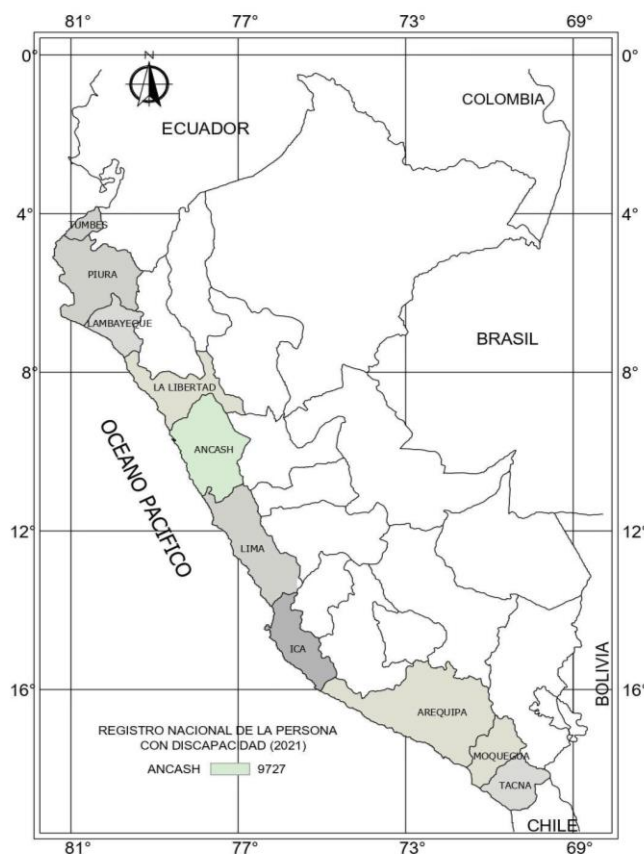 81° 77° 73° 69°
N
0° 0°
COLOMBIA
ECUADOR
4° 4°
TUMBES
PIURA
LAMBAYEQUE
BRASIL
8° 8°
LA LIBERTAD
ANCASH
OCEANO PACIFICO
12° 12°
LIMA
ICA
BOLIVIA
16° 16°
AREQUIPA
REGISTRO NACIONAL DE LA PERSONA
CON DISCAPACIDAD (2021)
MOQUEGUA
ANCASH 9727
TACNA
CHILE
81° 77° 73° 69°